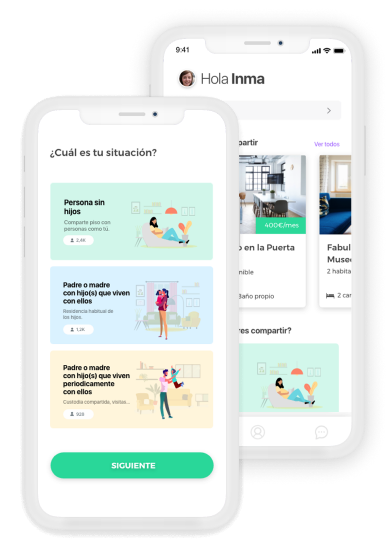 9:41
Hola Inma
partir
Ver todos
400€/mes
o en la Puerta
Fabul
Museo
nible
2 habita
Baño propio
2 car
res compartir?
¿Cuál es tu situación?
Persona sin
hijos
Comparte piso con
personas como tú.
2,4K
Padre o madre
con hijo(s) que viven
con ellos
Residencia habitual de
los hijos
1,2K
Padre o madre
con hijo(s) que viven
periodicamente
con ellos
Custodia compartida, visitas...
928
SIGUIENTE